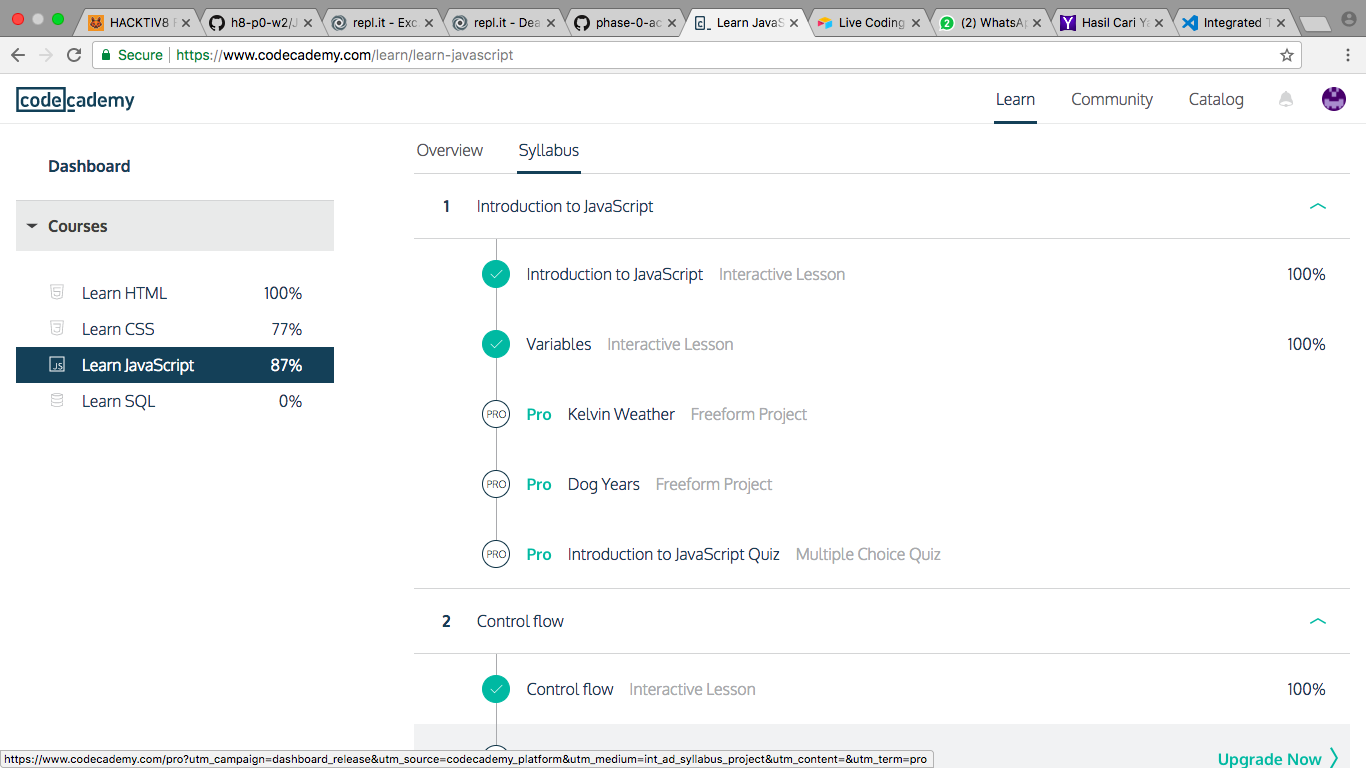 HACKTIV8 F
h8-p0-w2/J
repl.it - Exc
repl.it - Dea
phase-0-ac
Learn JavaS
Live Coding
(2) WhatsAp
Hasil Cari Ya
Integrated T
Secure https://www.codecademy.com/learn/learn-javascript
codecademy
Learn Community Catalog
Dashboard
Courses
Learn HTML 100%
Learn CSS 77%
Learn JavaScript 87%
Learn SQL 0%
Overview Syllabus
1 Introduction to JavaScript
Introduction to JavaScript Interactive Lesson 100%
Variables Interactive Lesson 100%
PRO Pro Kelvin Weather Freeform Project
PRO Pro Dog Years Freeform Project
PRO Pro Introduction to JavaScript Quiz Multiple Choice Quiz
2 Control flow
Control flow Interactive Lesson 100%
Upgrade Now
https://www.codecademy.com/pro?utm_campaign=dashboard_release&utm_source=codecademy_platform&utm_medium=int_ad_syllabus_project&utm_content=&utm_term=pro